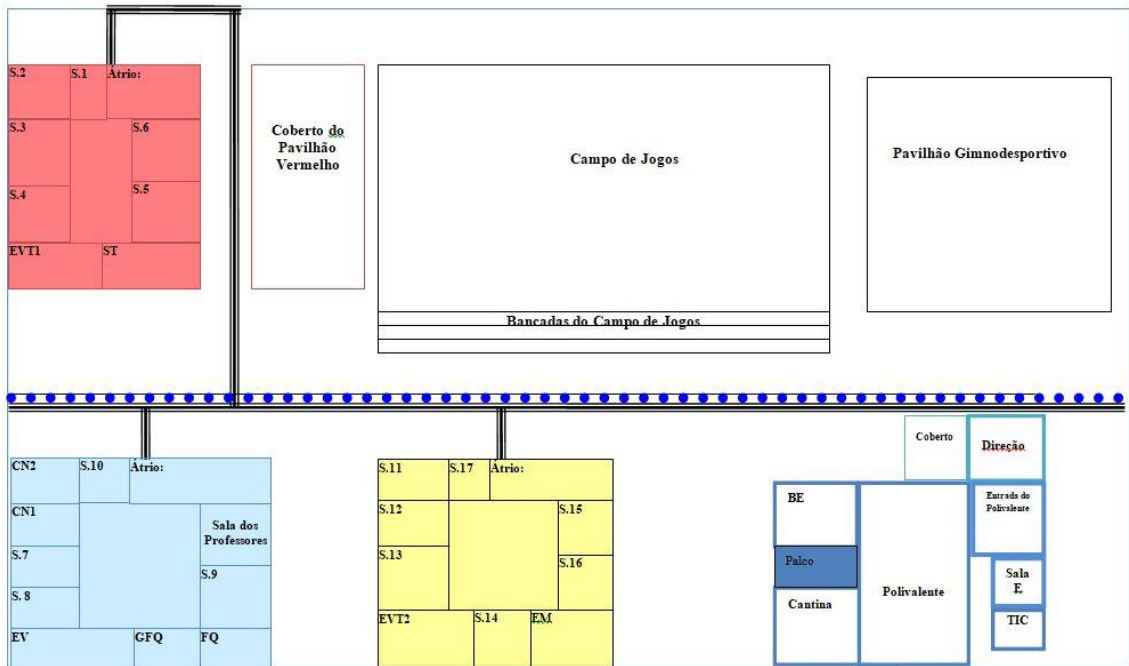 S.2
S.1
Átrio:
S.3
S.6
S.4
S.5
EVT1
ST
Coberto do
Pavilhão
Vermelho
Campo de Jogos
Bancadas do Campo de Jogos
Pavilhão Gimnodesportivo
CN2
S.10
Átrio:
CN1
Sala dos
Professores
S.7
S.9
S. 8
EV
GFQ
FQ
S.11
S.17
Átrio:
S.12
S.15
S.13
S.16
EVT2
S.14
EM
Coberto
Direção
BE
Entrada do
Polivalente
Palco
Polivalente
Sala
E
Cantina
TIC